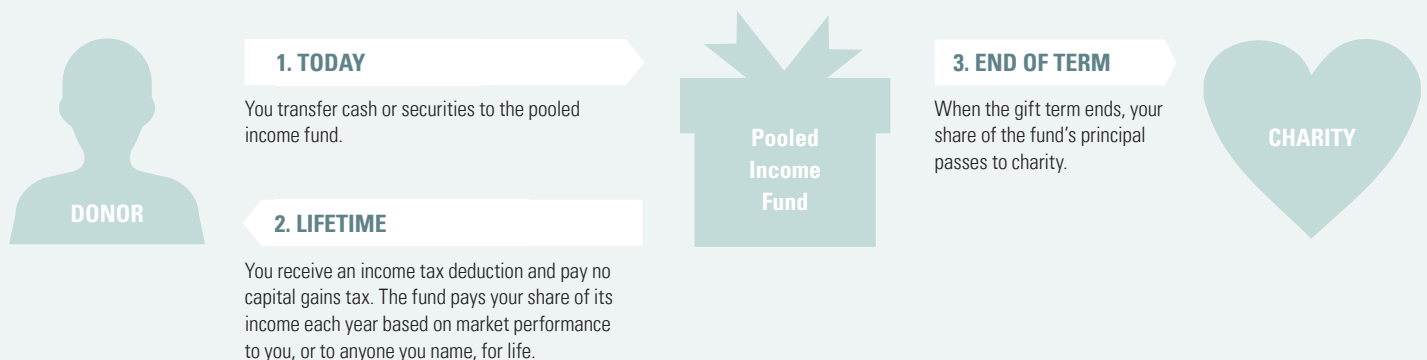 DONOR
1. TODAY
You transfer cash or securities to the pooled
income fund.
2. LIFETIME
You receive an income tax deduction and pay no
capital gains tax. The fund pays your share of its
income each year based on market performance
to you, or to anyone you name, for life.
Pooled
Income
Fund
3. END OF TERM
When the gift term ends, your
share of the fund's principal
passes to charity.
CHARITY